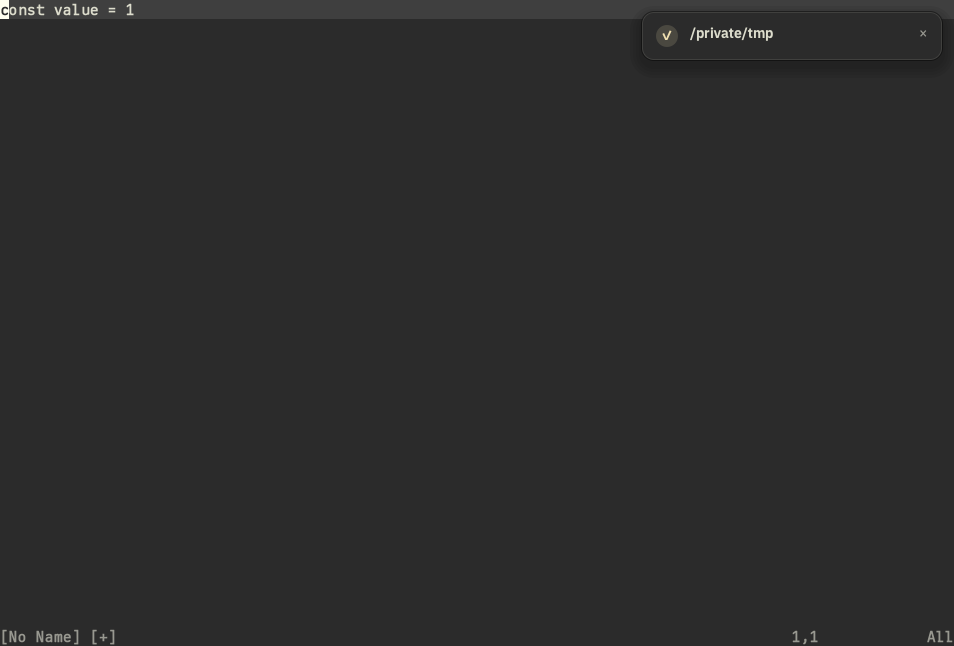 const value = 1
/private/tmp
[No Name] [+] 1,1 All